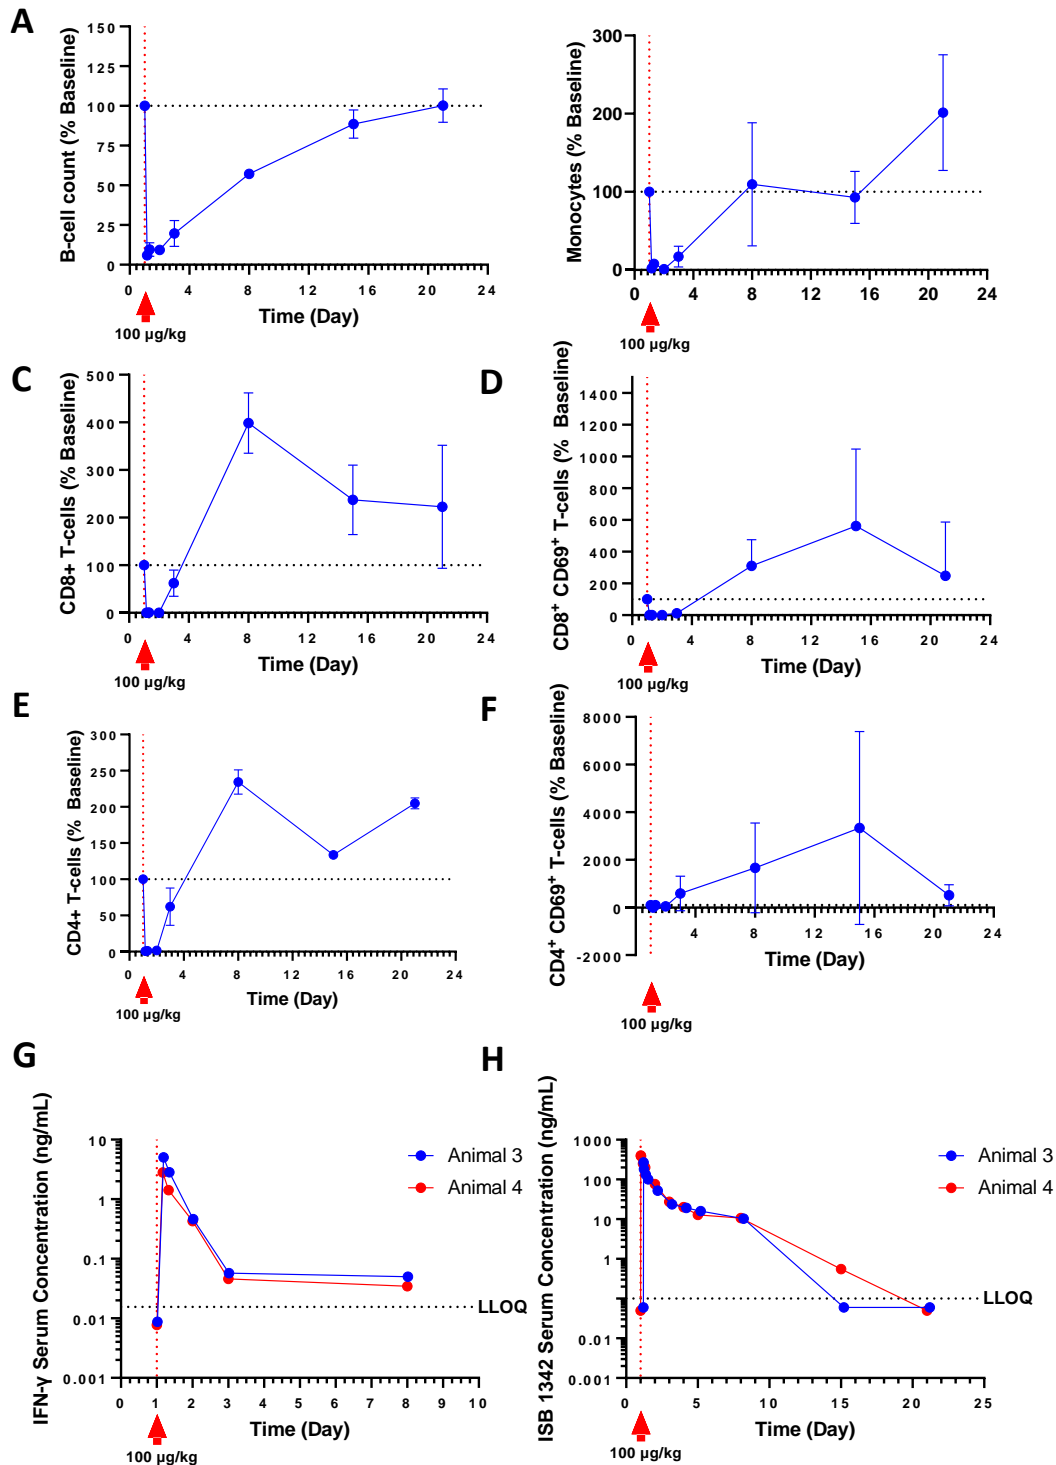 A
B-cell count (% Baseline)
150
125
100
75
50
25
0
0 4 8 12 16 20 24
Time (Day)
100 µg/kg
Monocytes (% Baseline)
300
200
100
0
0 4 8 12 16 20 24
Time (Day)
100 µg/kg
C
CD8+ T-cells (% Baseline)
500
400
300
200
100
0
0 4 8 12 16 20 24
Time (Day)
100 µg/kg
D
CD8+ CD69+ T-cells (% Baseline)
1400
1200
1000
800
600
400
200
0
0 4 8 12 16 20 24
Time (Day)
100 µg/kg
E
CD4+ T-cells (% Baseline)
300
250
200
150
100
50
0
0 4 8 12 16 20 24
Time (Day)
100 µg/kg
F
CD4+ CD69+ T-cells (% Baseline)
8000
6000
4000
2000
0
-2000
4 8 12 16 20 24
Time (Day)
100 µg/kg
G
IFN-γ Serum Concentration (ng/mL)
10
1
0.1
0.01
0.001
Animal 3
Animal 4
LLOQ
0 1 2 3 4 5 6 7 8 9 10
Time (Day)
100 µg/kg
H
ISB 1342 Serum Concentration (ng/mL)
1000
100
10
1
0.1
0.01
0.001
Animal 3
Animal 4
LLOQ
0 5 10 15 20 25
Time (Day)
100 µg/kg